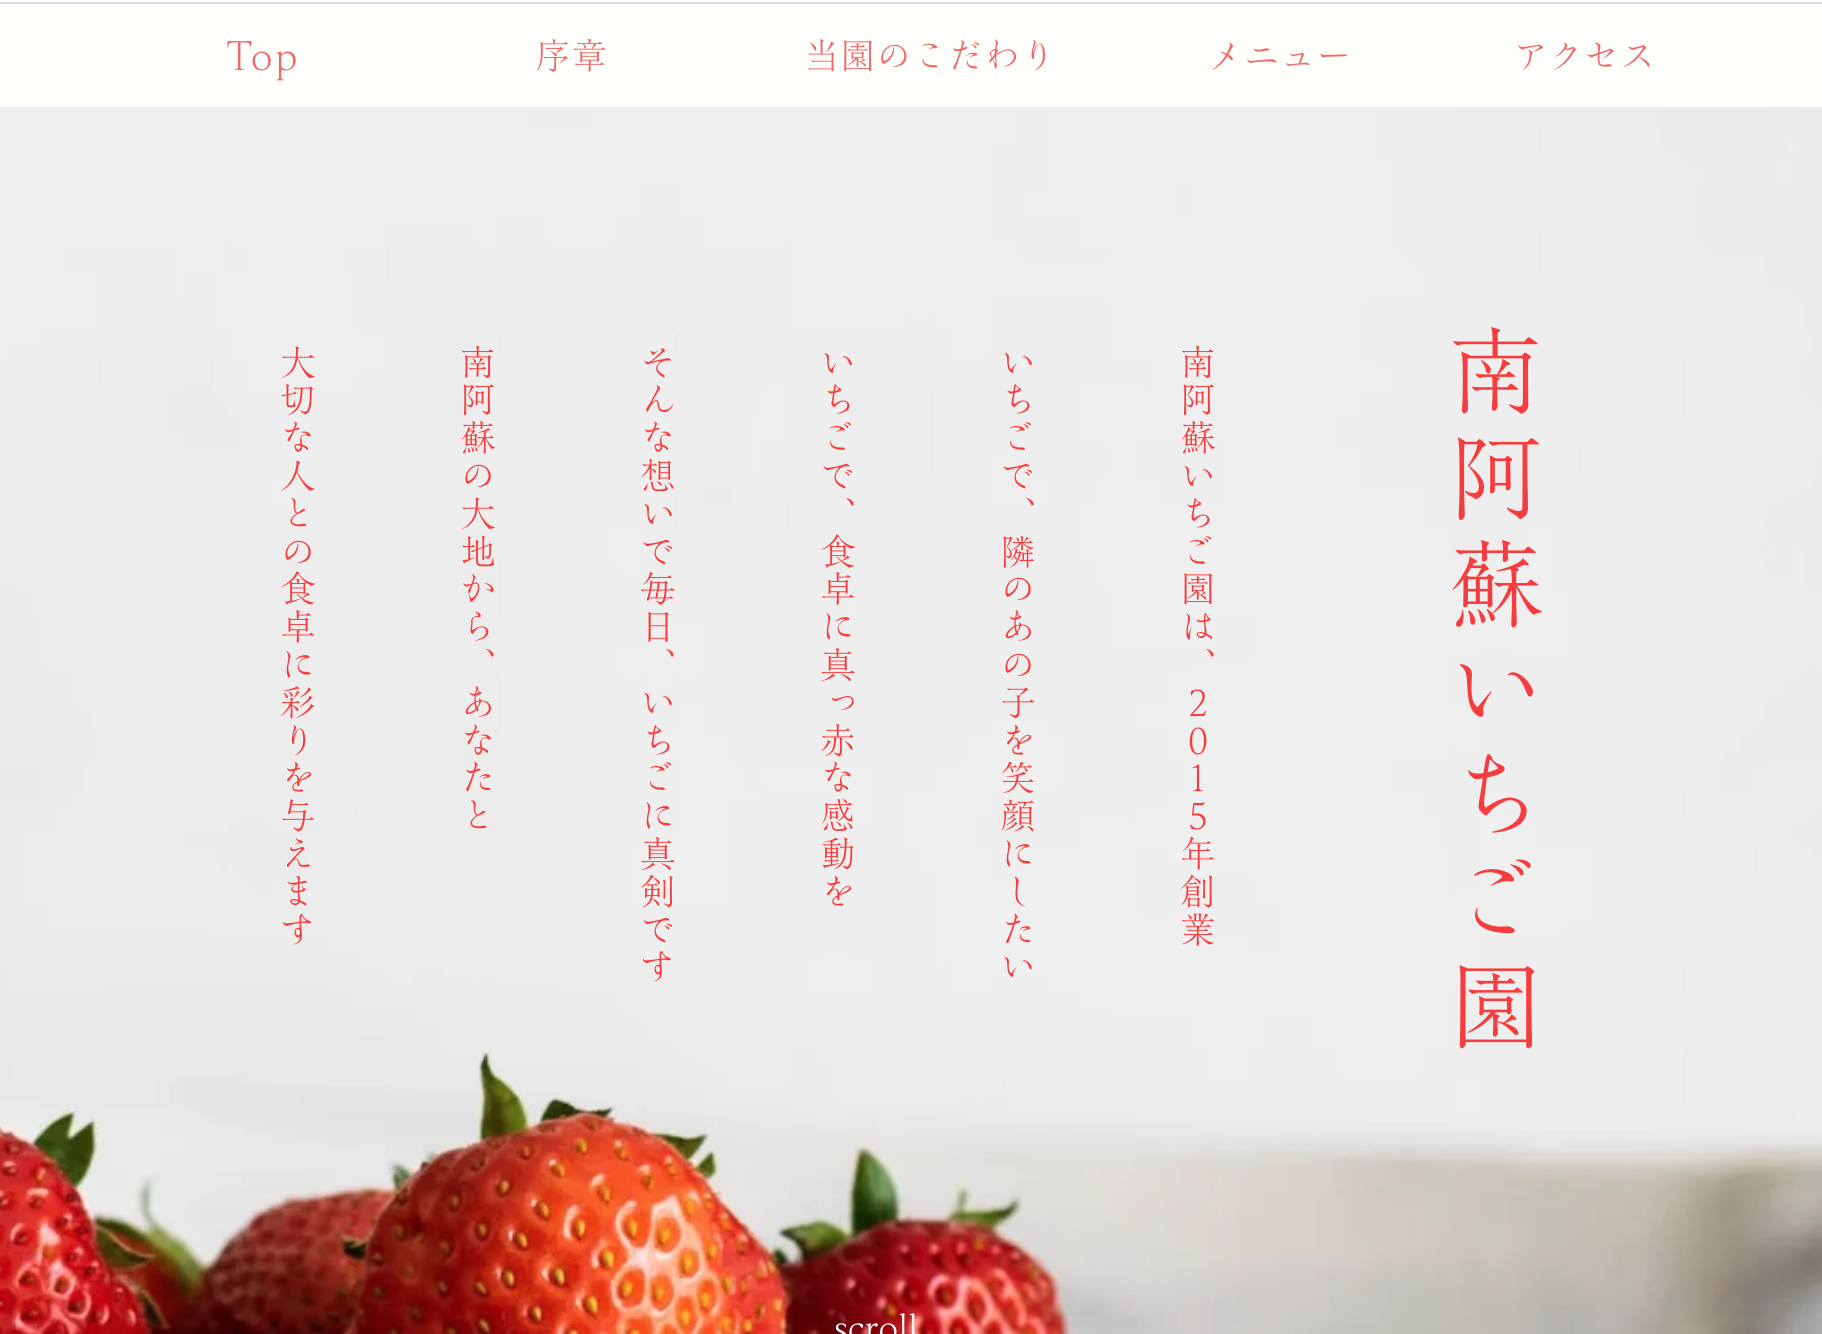 Top
序章
当園のこだわり
メニュー
アクセス
南阿蘇いちご園
南阿蘇いちご園は、2015年創業
いちごで、隣のあの子を笑顔にしたい
いちごで、食卓に真っ赤な感動を
そんな想いで毎日、いちごに真剣です
南阿蘇の大地から、あなたと
大切な人との食卓に彩りを与えます
scroll